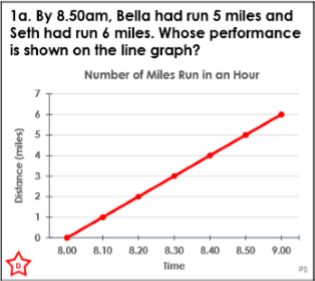 1a. By 8.50am, Bella had run 5 miles and
Seth had run 6 miles. Whose performance
is shown on the line graph?
Number of Miles Run in an Hour
Distance (miles)
7
6
5
4
3
2
1
0
8.00 8.10 8.20 8.30 8.40 8.50 9.00
Time
D
PS